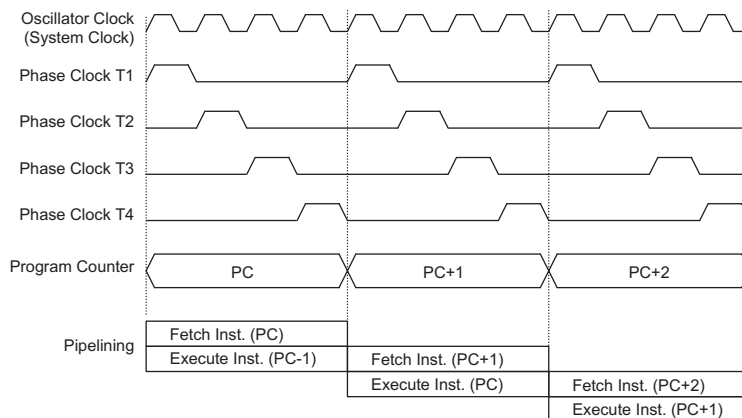 Oscillator Clock
(System Clock)
Phase Clock T1
Phase Clock T2
Phase Clock T3
Phase Clock T4
Program Counter
PC
PC+1
PC+2
Pipelining
Fetch Inst. (PC)
Execute Inst. (PC-1)
Fetch Inst. (PC+1)
Execute Inst. (PC)
Fetch Inst. (PC+2)
Execute Inst. (PC+1)